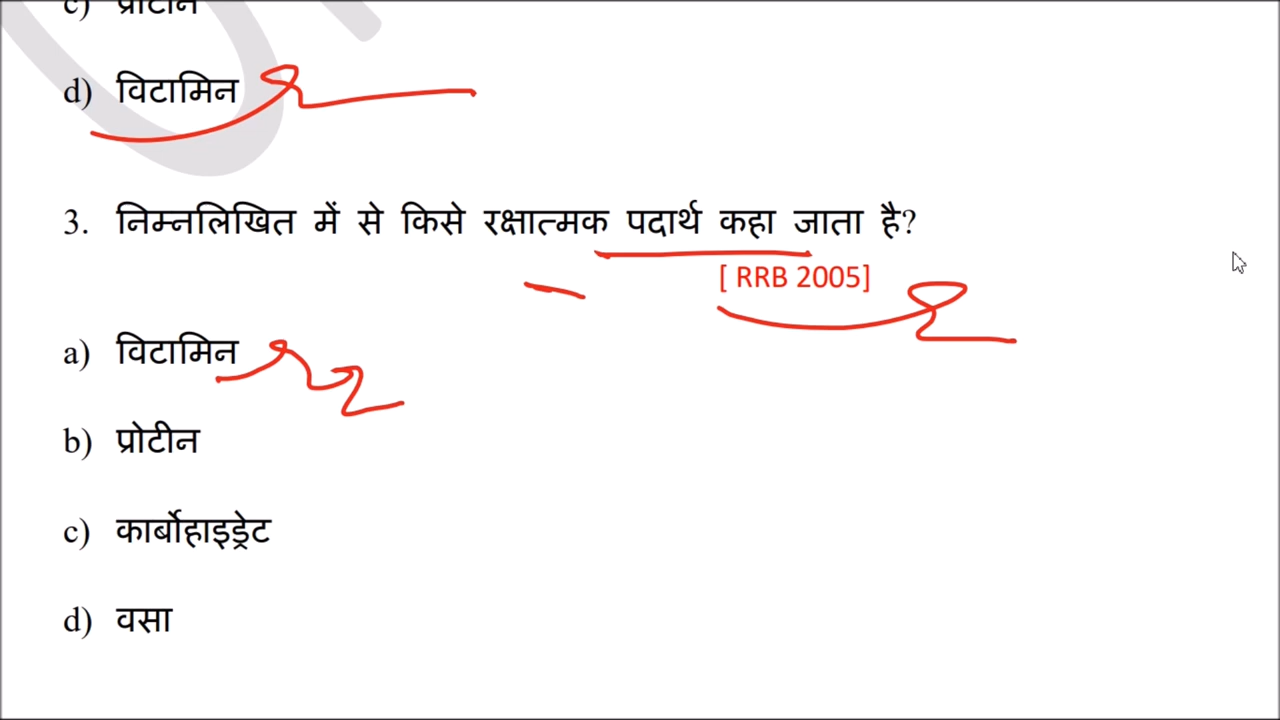 c) प्रोटीन
d) विटामिन
3. निम्नलिखित में से किसे रक्षात्मक पदार्थ कहा जाता है?
[ RRB 2005]
a) विटामिन
b) प्रोटीन
c) कार्बोहाइड्रेट
d) वसा